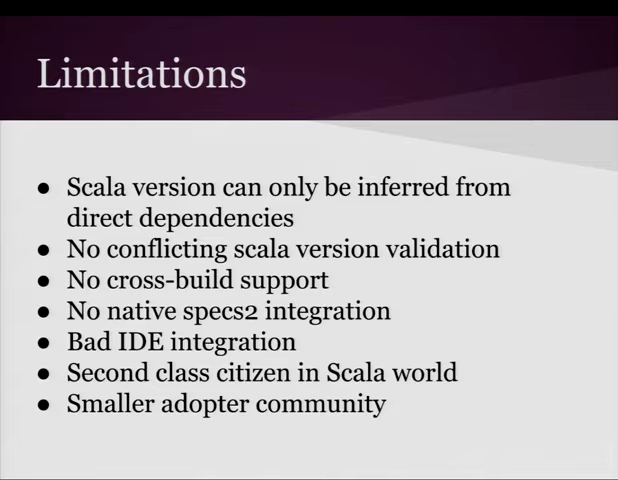 Limitations
● Scala version can only be inferred from
direct dependencies
● No conflicting scala version validation
● No cross-build support
● No native specs2 integration
● Bad IDE integration
● Second class citizen in Scala world
● Smaller adopter community